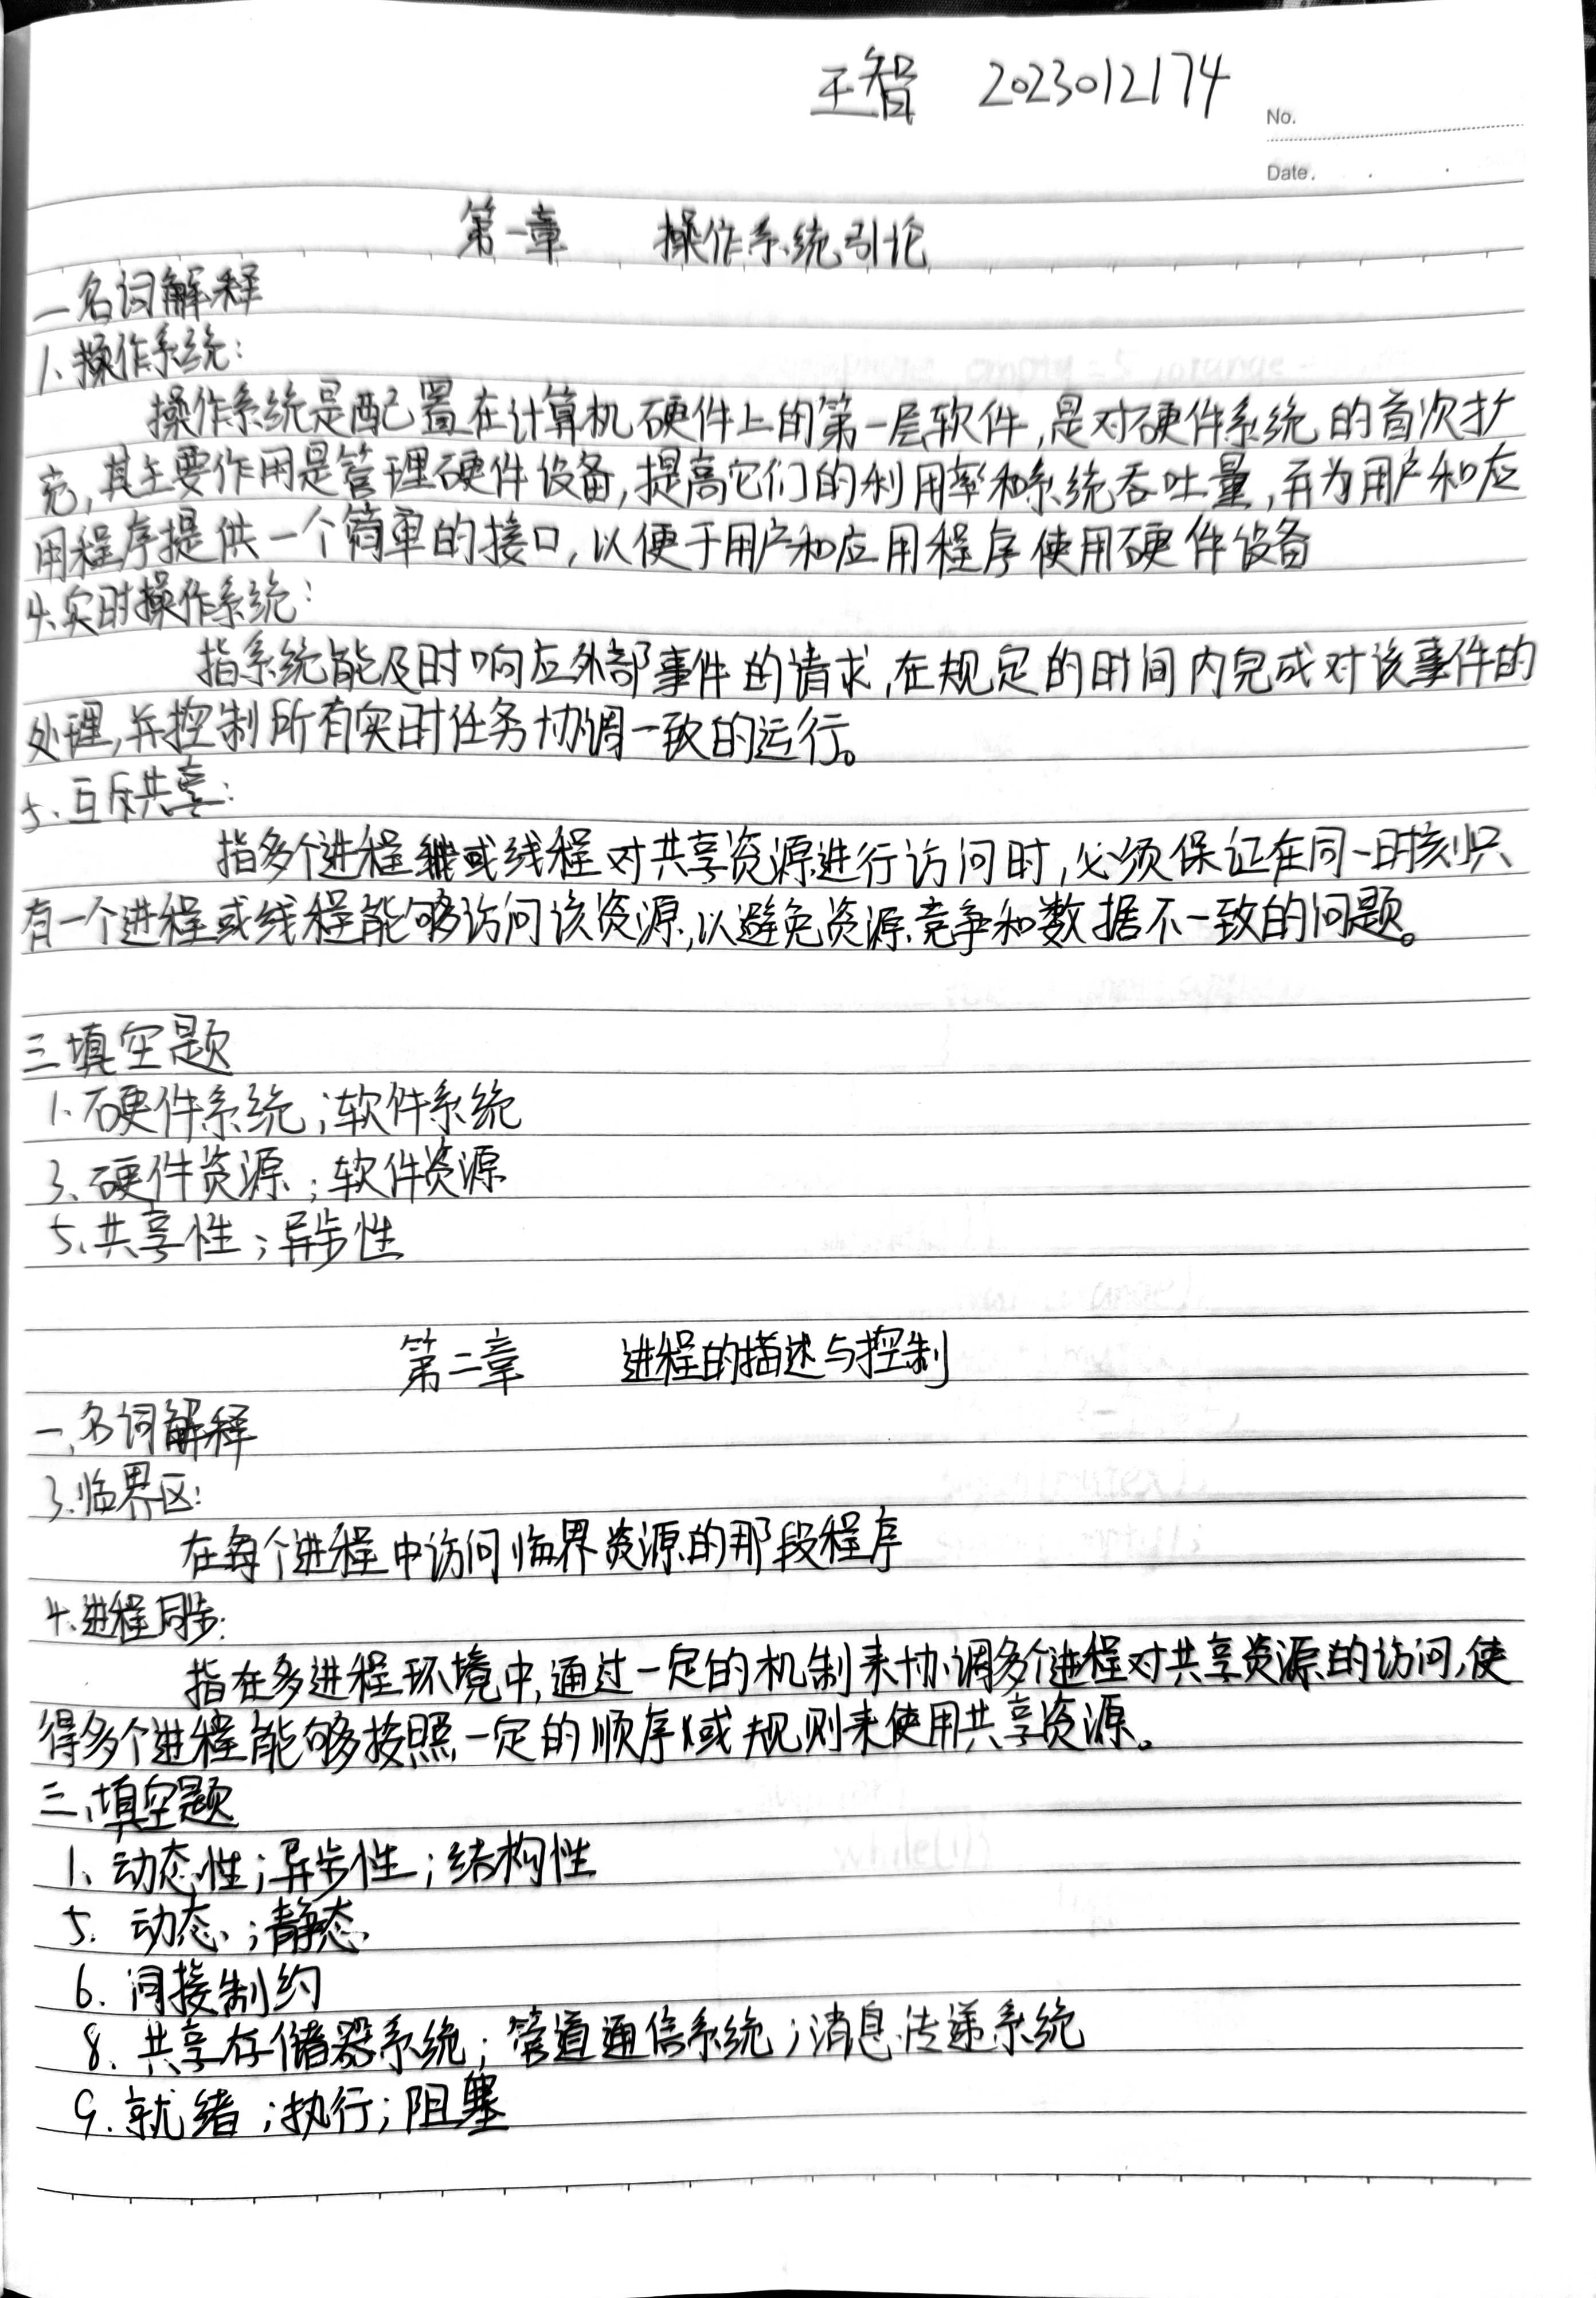 王智 2023012174
No.
Date.
第一章 操作系统引论
一名词解释
1、操作系统:
操作系统是配置在计算机硬件上的第一层软件,是对硬件系统的首次扩
充,其主要作用是管理硬件设备,提高它们的利用率和系统吞吐量,并为用户和应
用程序提供一个简单的接口,以便于用户和应用程序使用硬件设备
4、实时操作系统:
指系统能及时响应外部事件的请求,在规定的时间内完成对该事件的
处理,并控制所有实时任务协调一致的运行。
5、互斥共享:
指多个进程或线程对共享资源进行访问时,必须保证在同一时刻只
有一个进程或线程能够访问该资源,以避免资源竞争和数据不一致的问题。
三填空题
1、硬件系统;软件系统
3、硬件资源;软件资源
5、共享性;异步性
第二章 进程的描述与控制
一、名词解释
3、临界区:
在每个进程中访问临界资源的那段程序
4、进程同步:
指在多进程环境中,通过一定的机制来协调多个进程对共享资源的访问,使
得多个进程能够按照一定的顺序或规则来使用共享资源。
三、填空题
1、动态性;异步性;结构性
5. 动态;静态
6. 间接制约
8. 共享存储器系统;管道通信系统;消息传递系统
9. 就绪;执行;阻塞